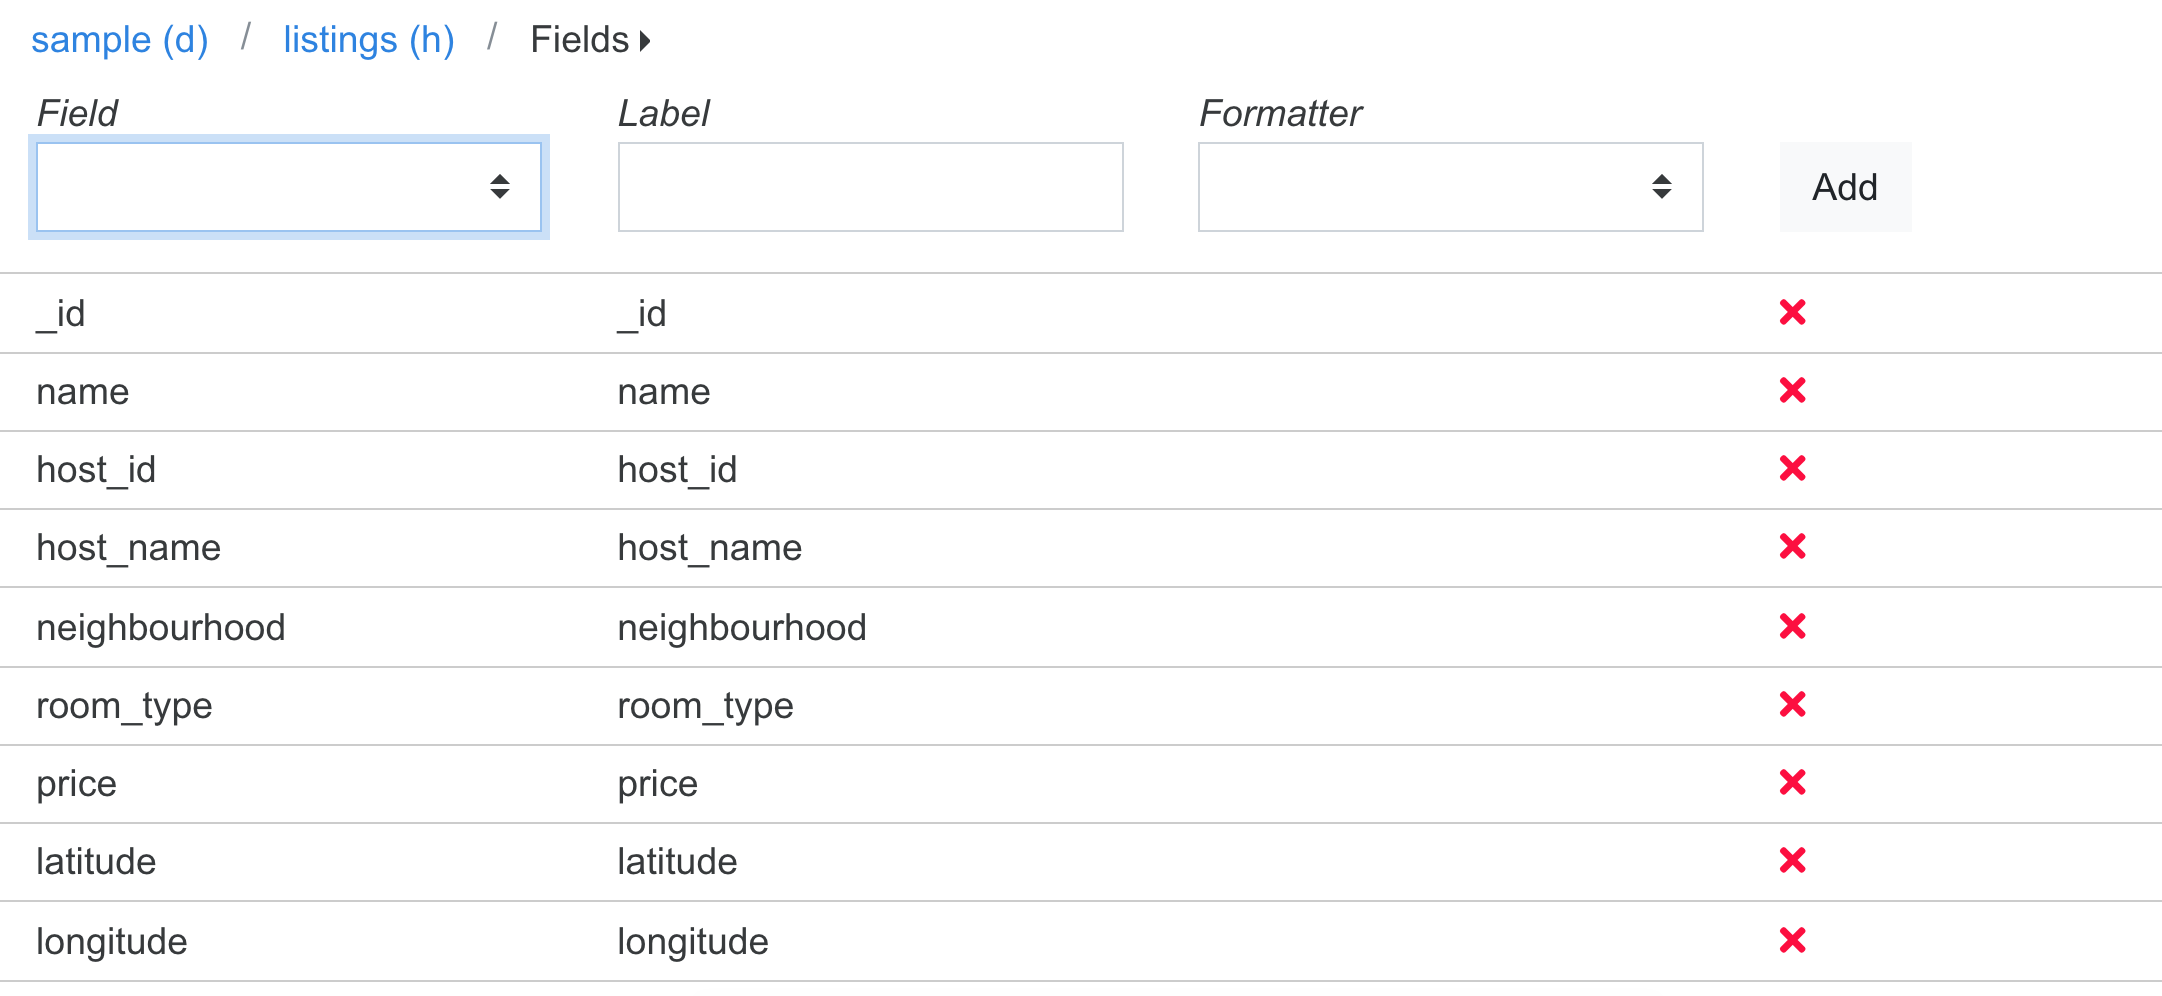 sample (d) / listings (h) / Fields
Field Label Formatter
Add
_id _id
name name
host_id host_id
host_name host_name
neighbourhood neighbourhood
room_type room_type
price price
latitude latitude
longitude longitude